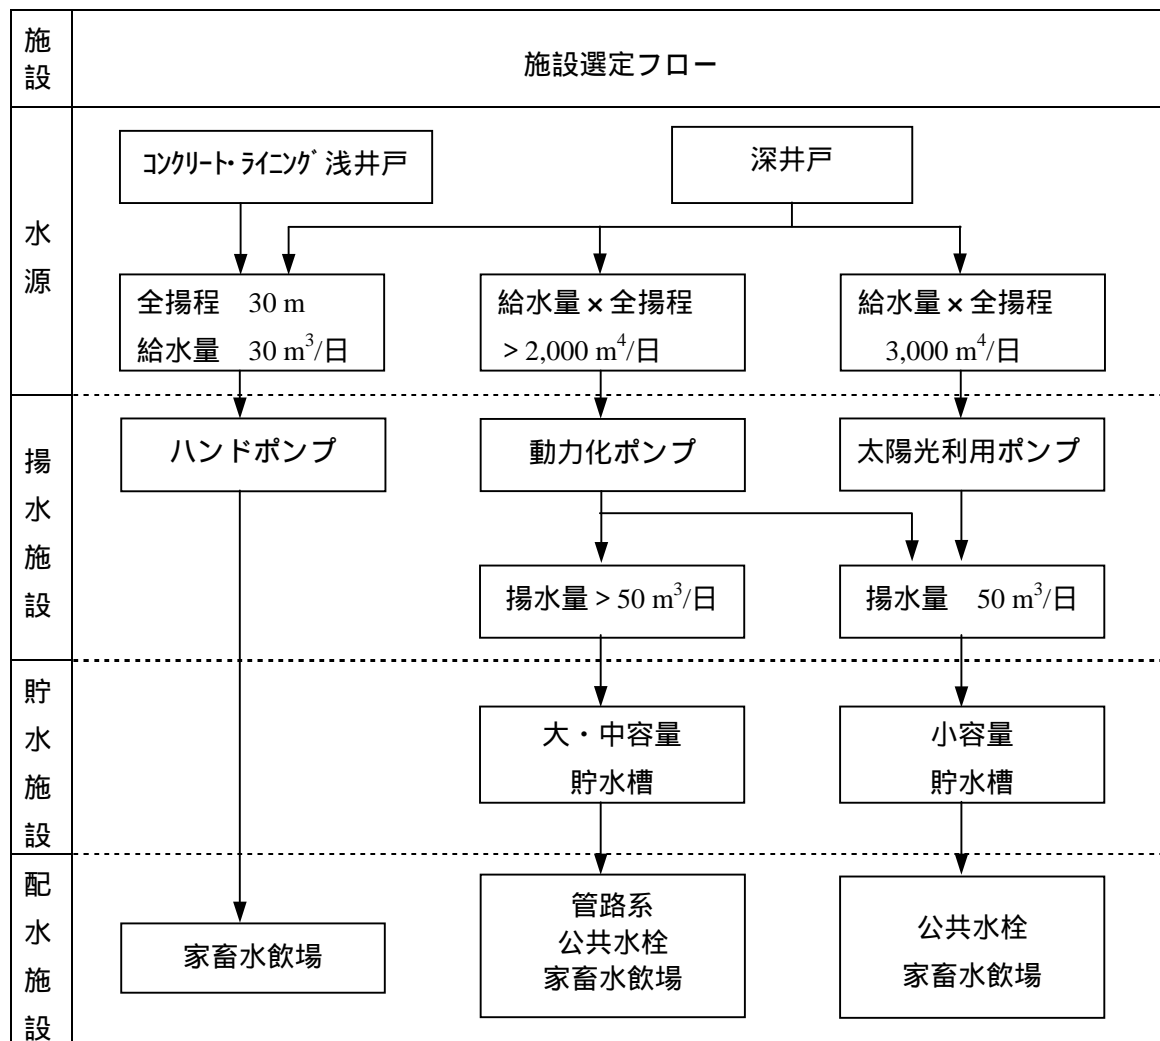 施設
施設選定フロー
水源
コンクリート・ライニング 浅井戸
深井戸
全揚程 30 m
給水量 30 m³/日
給水量×全揚程
>2,000 m⁴/日
給水量×全揚程
3,000 m⁴/日
揚水施設
ハンドポンプ
動力化ポンプ
太陽光利用ポンプ
揚水量>50 m³/日
揚水量 50 m³/日
貯水施設
大・中容量
貯水槽
小容量
貯水槽
配水施設
家畜水飲場
管路系
公共水栓
家畜水飲場
公共水栓
家畜水飲場